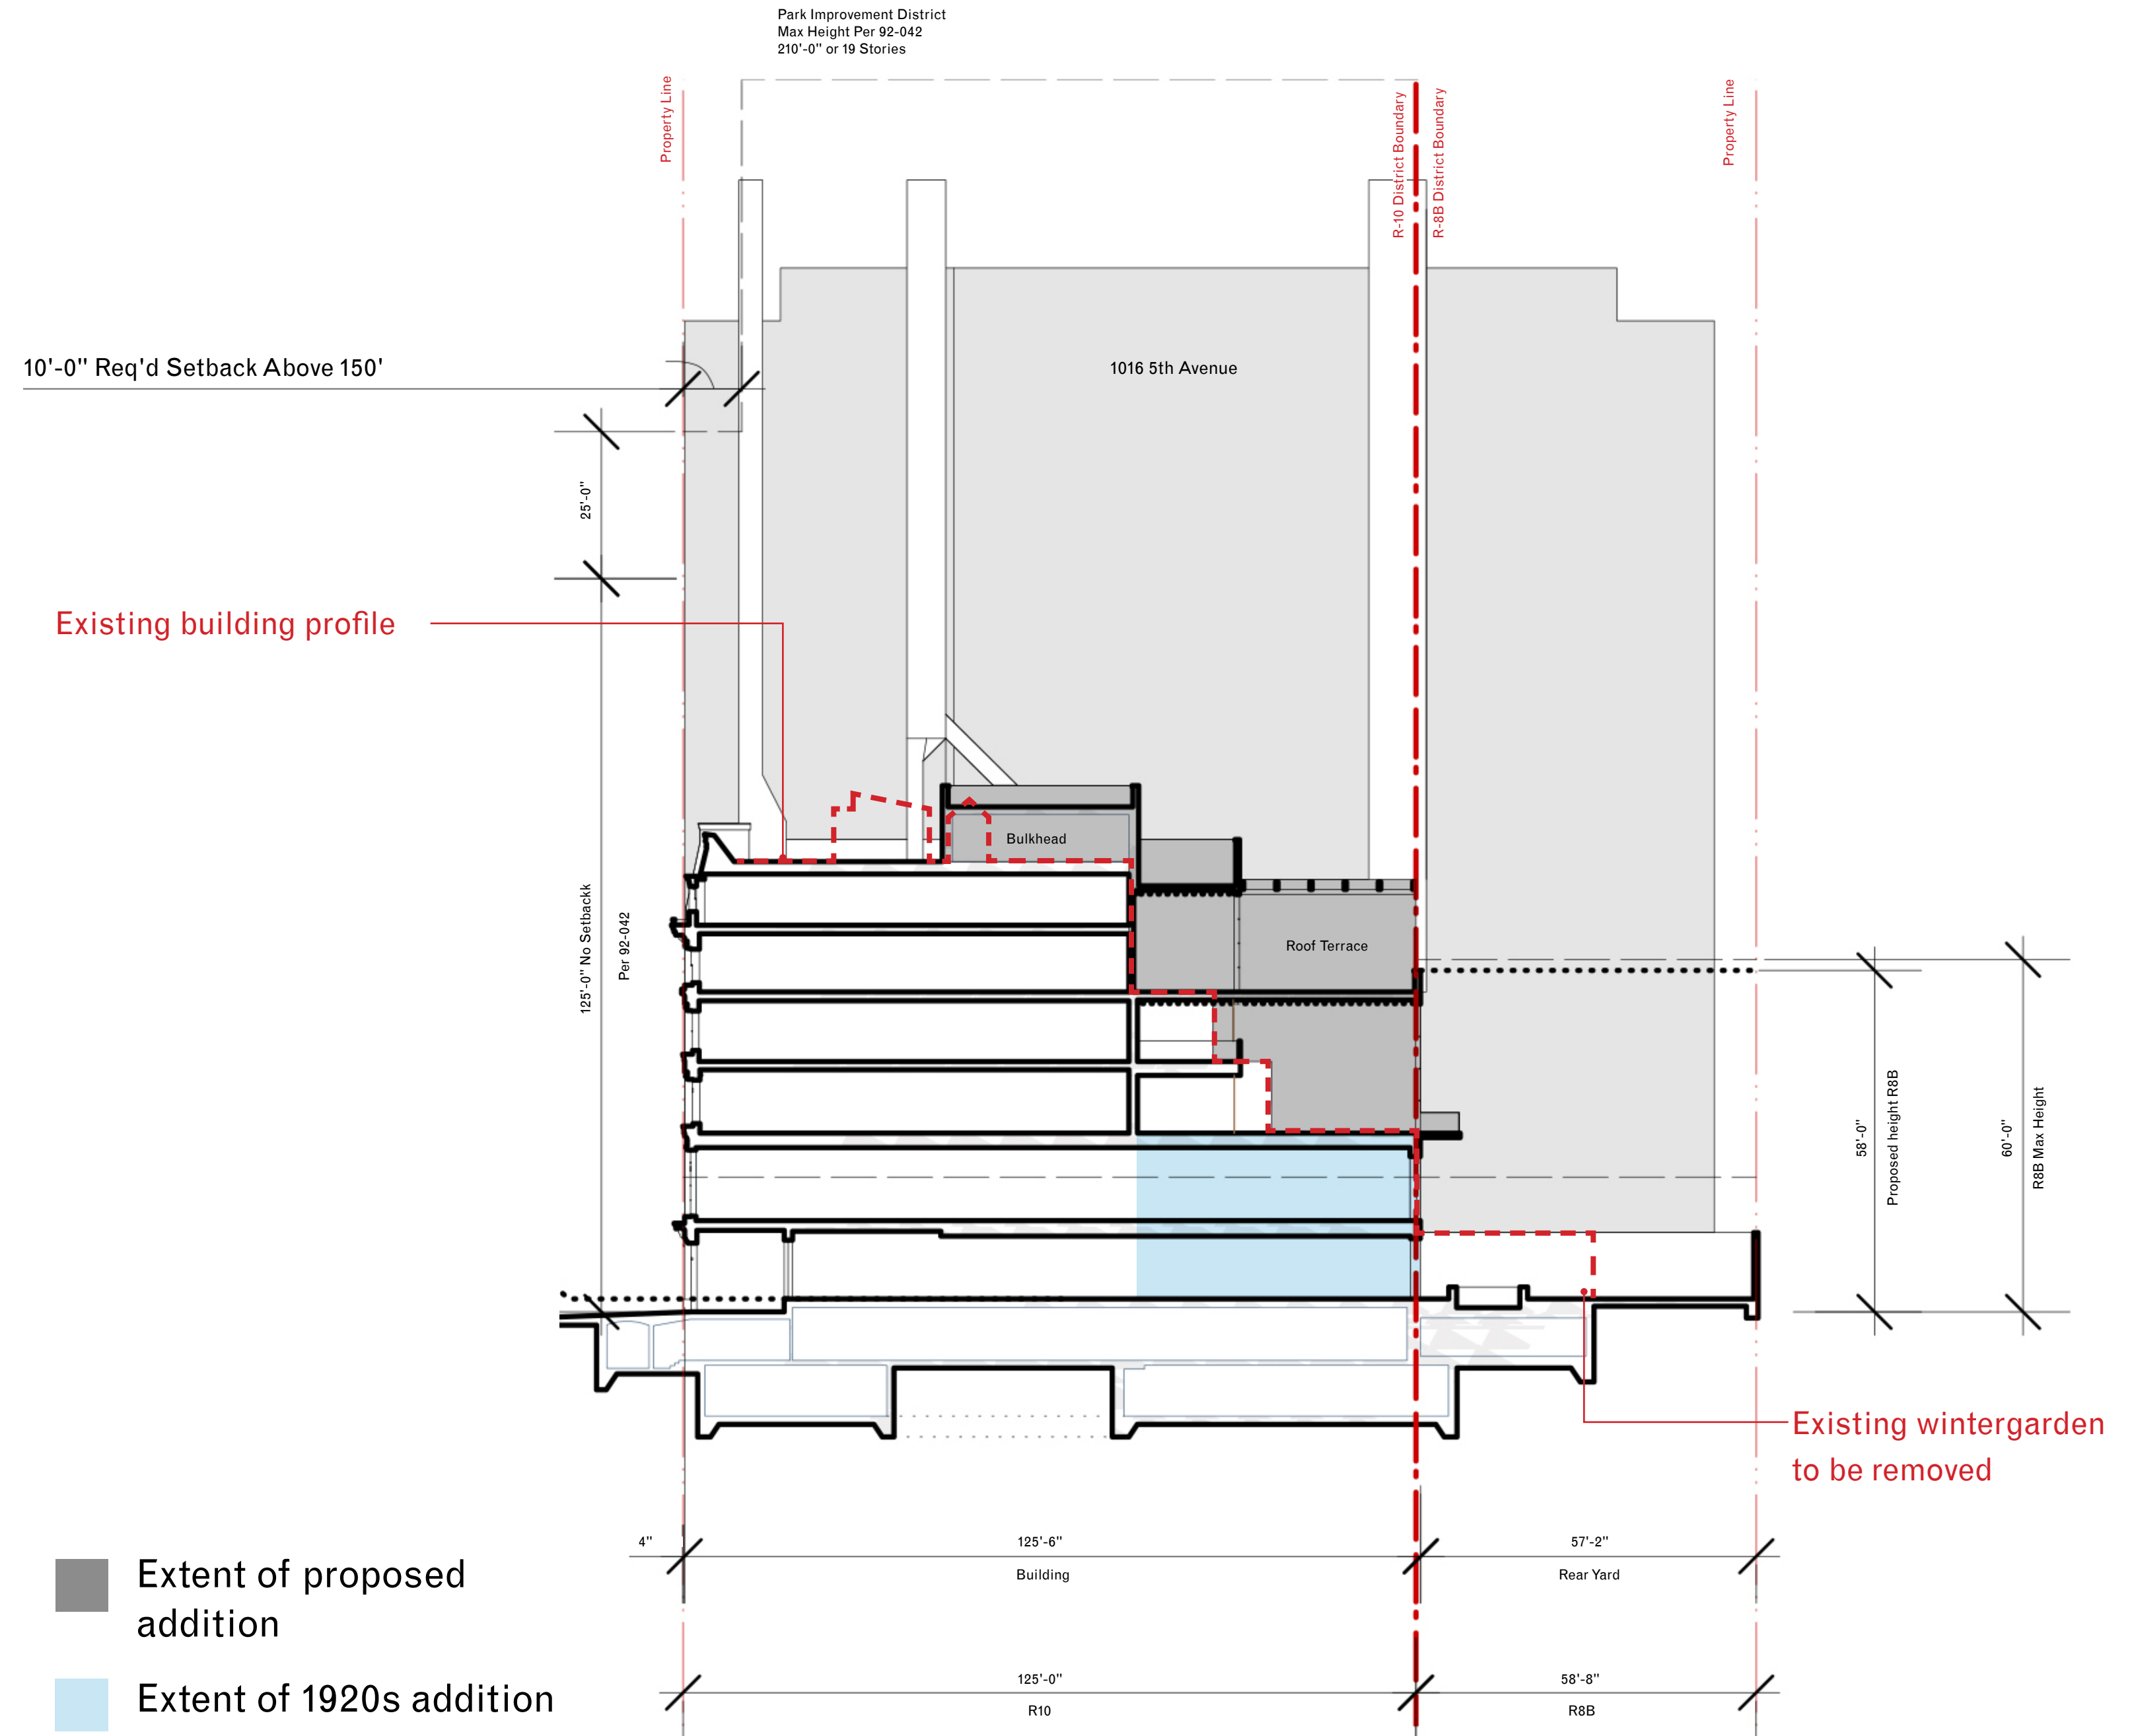 Park Improvement District
Max Height Per 92-042
210'-0" or 19 Stories
Property Line
R-10 District Boundary
R-8B District Boundary
Property Line
10'-0" Req'd Setback Above 150'
1016 5th Avenue
25'-0"
Existing building profile
Bulkhead
125'-0" No Setbackk
Per 92-042
Roof Terrace
58'-0"
Proposed height R8B
60'-0"
R8B Max Height
Existing wintergarden
to be removed
4"
125'-6"
57'-2"
Building
Rear Yard
Extent of proposed
addition
125'-0"
58'-8"
R10
R8B
Extent of 1920s addition